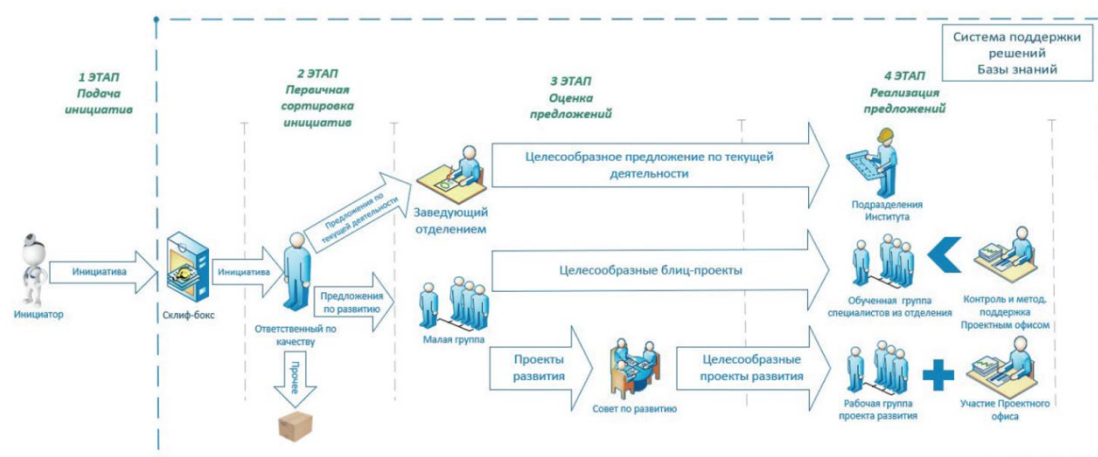 Система поддержки
решений
Базы знаний
1 ЭТАП
Подача
инициатив
2 ЭТАП
Первичная
сортировка
инициатив
3 ЭТАП
Оценка
предложений
4 ЭТАП
Реализация
предложений
Инициатор
Инициатива
Склиф-бокс
Инициатива
Ответственный по
качеству
Прочее
Предложения по
текущей деятельности
Предложения
по развитию
Заведующий
отделением
Целесообразное предложение по текущей
деятельности
Подразделения
Института
Малая группа
Целесообразные блиц-проекты
Обученная группа
специалистов из отделения
Контроль и метод.
поддержка
Проектным офисом
Проекты
развития
Совет по развитию
Целесообразные
проекты развития
Рабочая группа
проекта развития
Участие Проектного
офиса